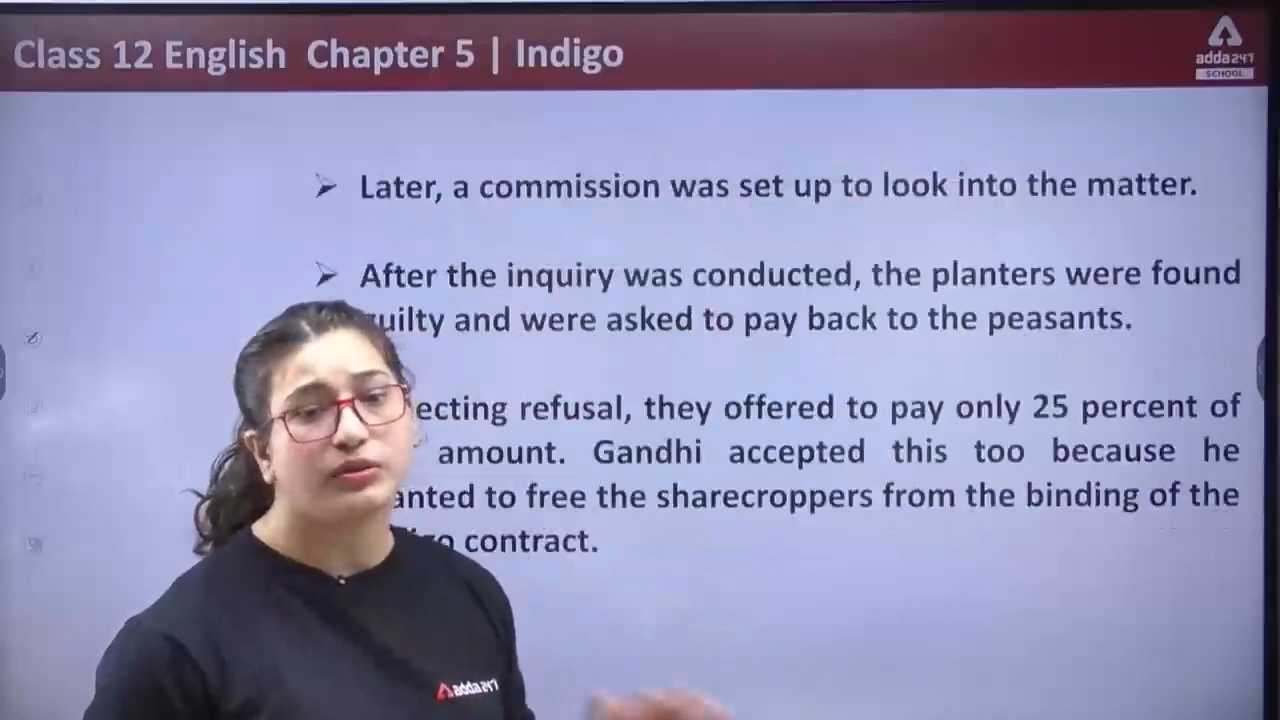 Class 12 English Chapter 5 | Indigo
adda247
SCHOOL
➤ Later, a commission was set up to look into the matter.
➤ After the inquiry was conducted, the planters were found
uilty and were asked to pay back to the peasants.
ecting refusal, they offered to pay only 25 percent of
amount. Gandhi accepted this too because he
anted to free the sharecroppers from the binding of the
contract.
adda247